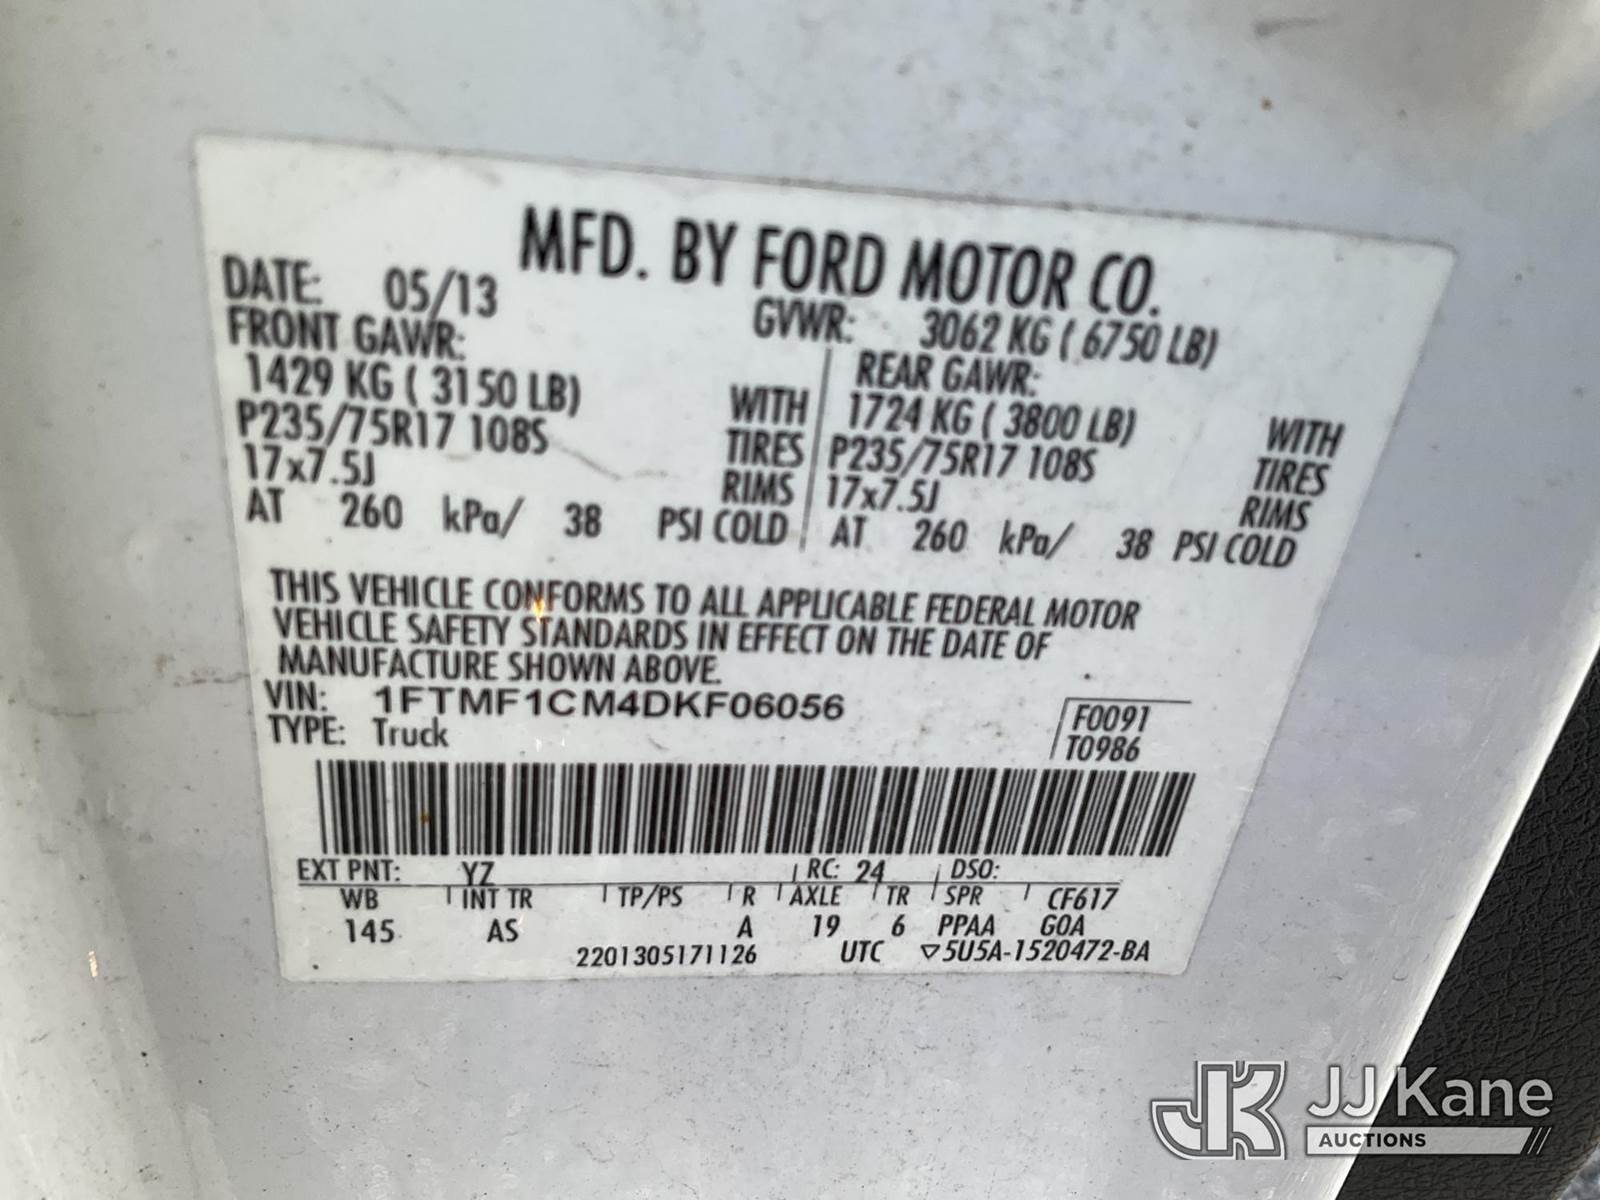 MFD. BY FORD MOTOR CO.
DATE: 05/13 GVWR: 3062 KG ( 6750 LB)
FRONT GAWR: REAR GAWR:
1429 KG ( 3150 LB) WITH 1724 KG ( 3800 LB) WITH
P235/75R17 108S TIRES P235/75R17 108S TIRES
17x7.5J RIMS 17x7.5J RIMS
AT 260 kPa/ 38 PSI COLD AT 260 kPa/ 38 PSI COLD
THIS VEHICLE CONFORMS TO ALL APPLICABLE FEDERAL MOTOR
VEHICLE SAFETY STANDARDS IN EFFECT ON THE DATE OF
MANUFACTURE SHOWN ABOVE.
VIN: 1FTMF1CM4DKF06056 F0091
TYPE: Truck T0986
EXT PNT: YZ RC: 24 DSO:
WB INT TR TP/PS R AXLE TR SPR CF617
145 AS A 19 6 PPAA GOA
2201305171126 UTC ▽5U5A-1520472-BA
JK JJ Kane
AUCTIONS